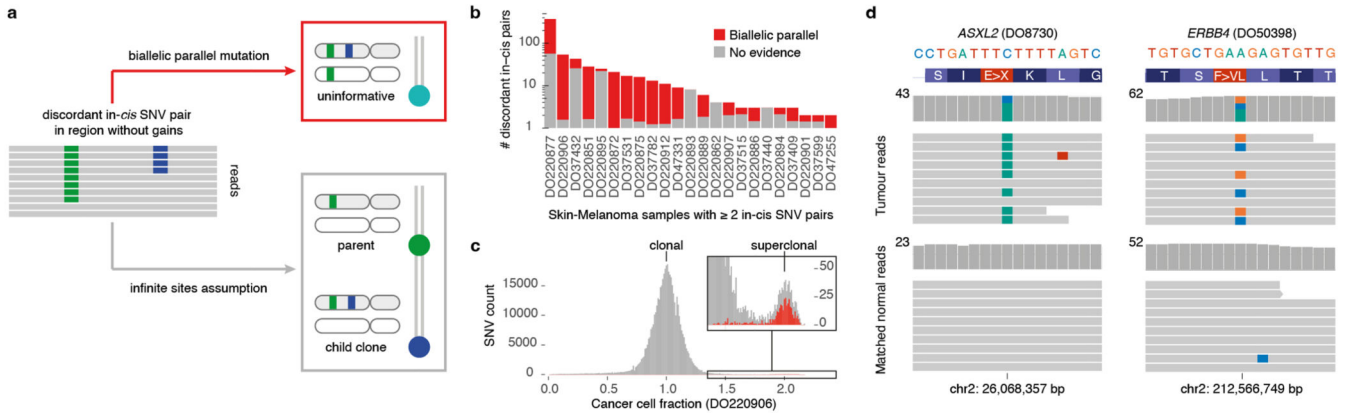 a
biallelic parallel mutation
uninformative
discordant in-cis SNV pair
in region without gains
reads
parent
infinite sites assumption
child clone
b
# discordant in-cis pairs
100
10
1
Biallelic parallel
No evidence
DO220877
DO220906
DO37432
DO220851
DO220895
DO220872
DO37531
DO220875
DO37782
DO220912
DO47331
DO220893
DO220889
DO220862
DO220907
DO37515
DO220886
DO37440
DO220894
DO37409
DO220901
DO37599
DO47255
Skin-Melanoma samples with ≥ 2 in-cis SNV pairs
c
clonal
superclonal
50
25
0
SNV count
15000
10000
5000
0
0.0
0.5
1.0
1.5
2.0
Cancer cell fraction (DO220906)
d
ASXL2 (DO8730)
CCTGATTTCTTTTAGTC
S I E>X K L G
43
Tumour reads
23
Matched normal reads
chr2: 26,068,357 bp
ERBB4 (DO50398)
TGTGCTGAAGAGTGTTG
T S F>VL L T T
62
52
chr2: 212,566,749 bp